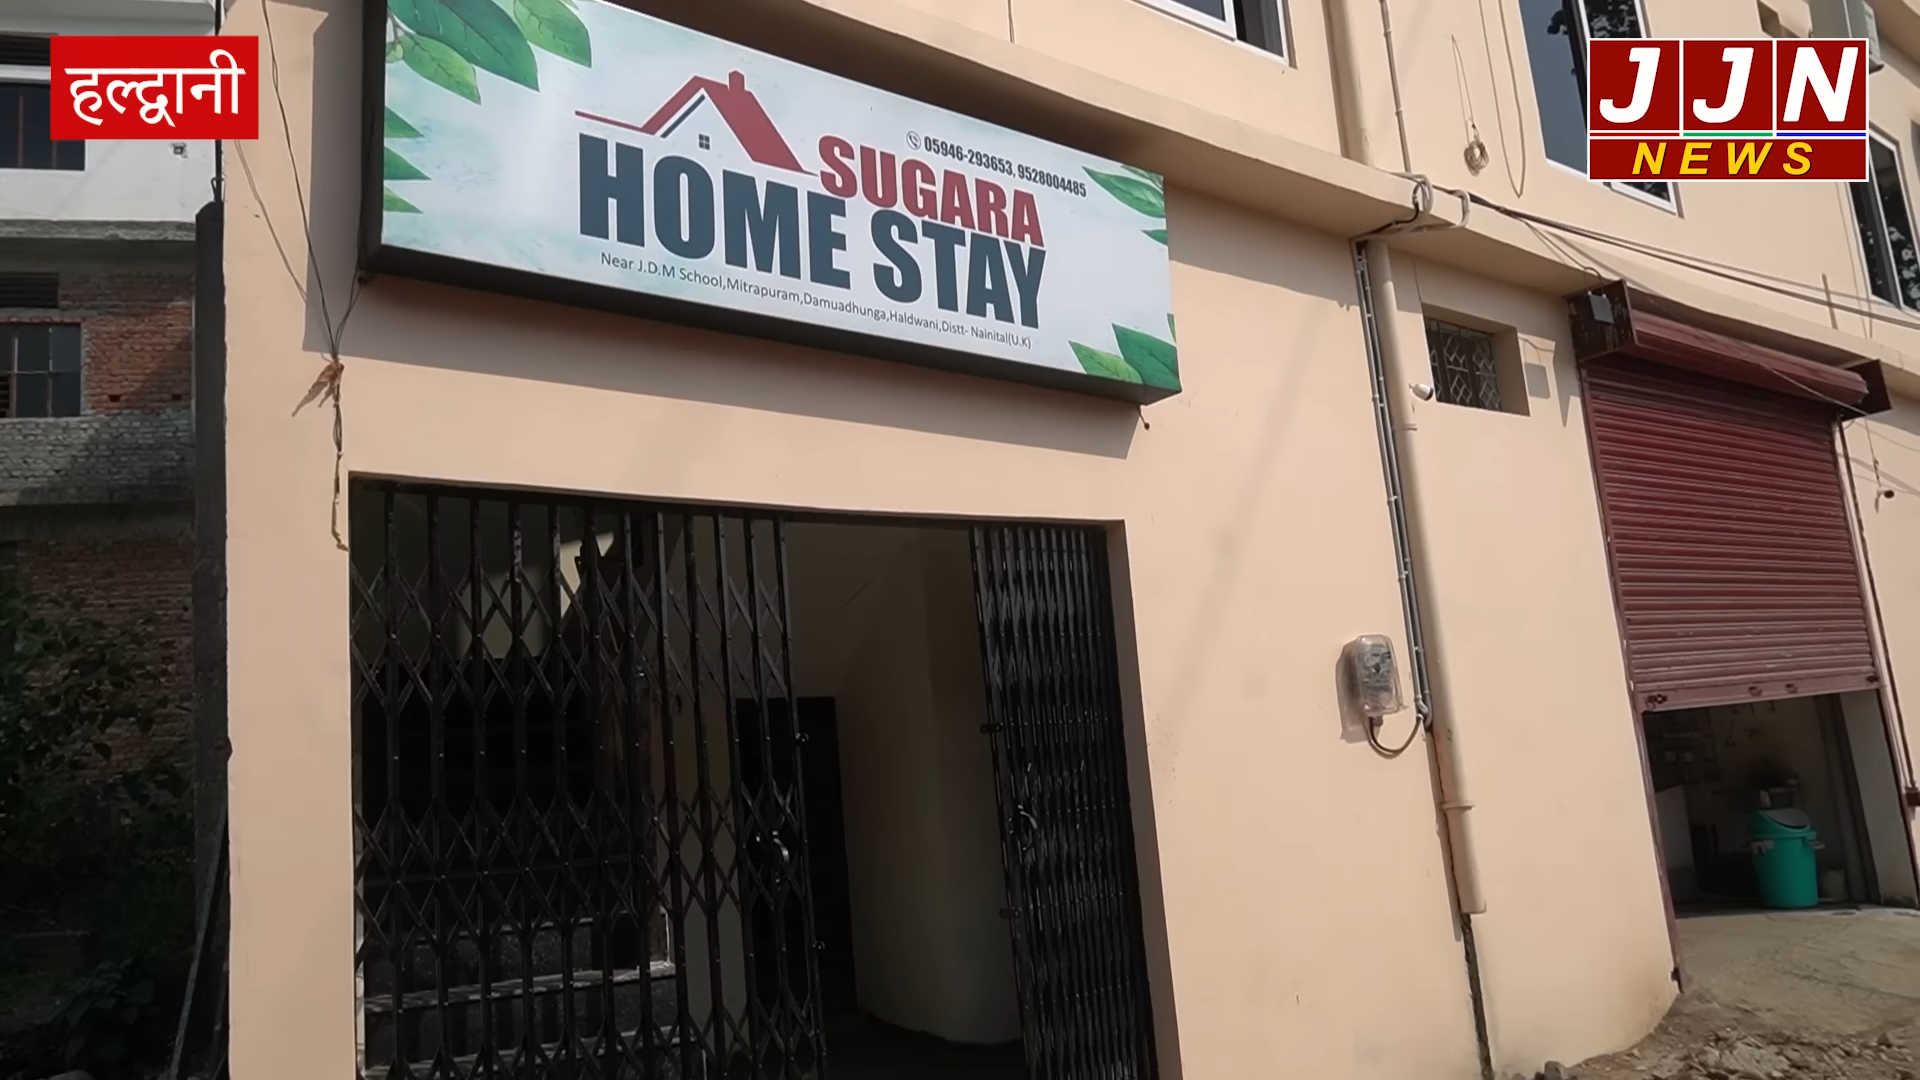 हल्द्वानी
JJN
NEWS
05946-293653, 9528004485
SUGARA
HOME STAY
Near J.D.M School,Mitrapuram,Damuadhunga,Haldwani,Distt- Nainital(U.K)